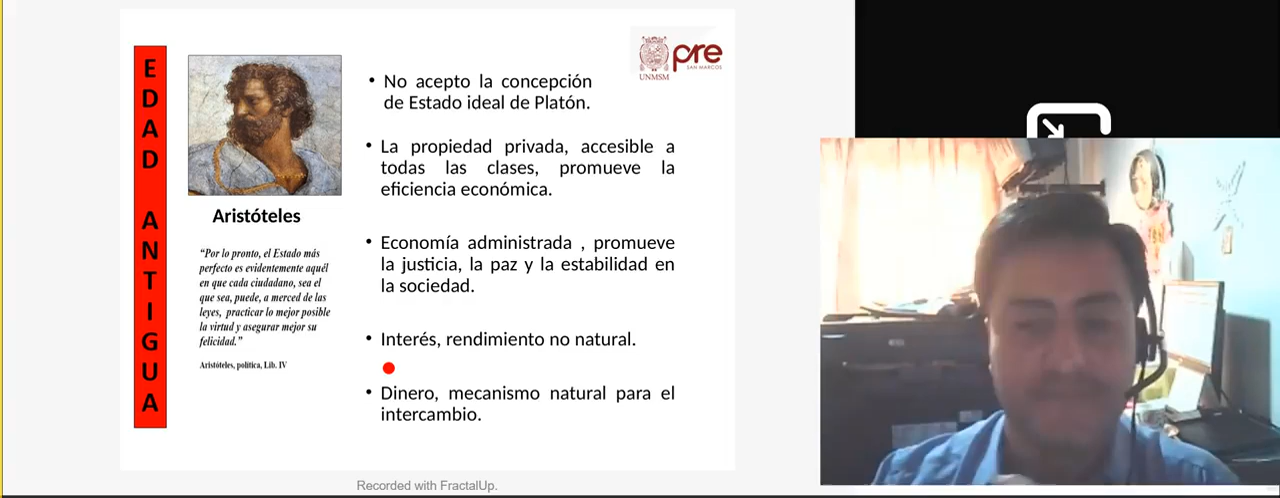 EDAD ANTIGUA
Aristóteles
“Por lo pronto, el Estado más
perfecto es evidentemente aquél
en que cada ciudadano, sea el
que sea, puede, a merced de las
leyes, practicar lo mejor posible
la virtud y asegurar mejor su
felicidad.”
Aristóteles, política, Lib. IV
UNMSM
pre
SAN MARCOS
• No acepto la concepción
de Estado ideal de Platón.
• La propiedad privada, accesible a
todas las clases, promueve la
eficiencia económica.
• Economía administrada , promueve
la justicia, la paz y la estabilidad en
la sociedad.
• Interés, rendimiento no natural.
• Dinero, mecanismo natural para el
intercambio.
Recorded with FractalUp.